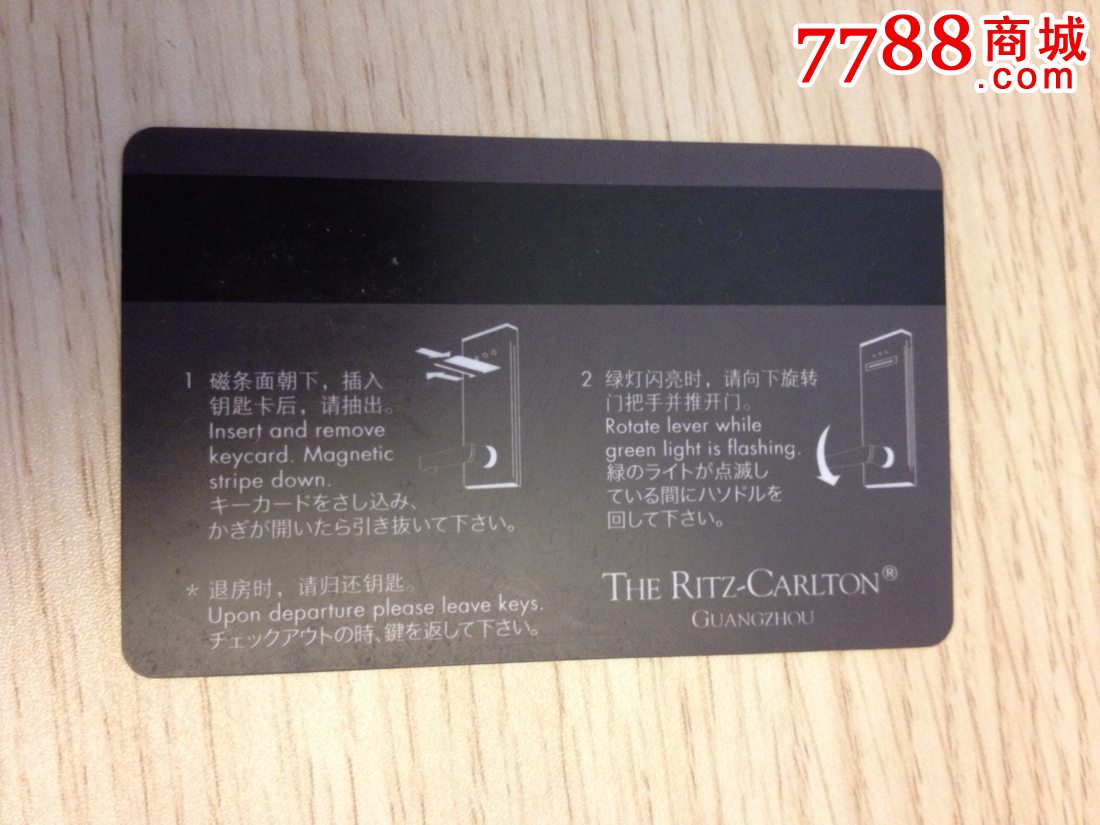 7788商城
.com
1 磁条面朝下，插入
钥匙卡后，请抽出。
Insert and remove
keycard. Magnetic
stripe down.
キーカードをさし込み、
かぎが開いたら引き抜いて下さい。
2 绿灯闪亮时，请向下旋转
门把手并推开门。
Rotate lever while
green light is flashing.
緑のライトが点滅し
ている間にハソドルを
回して下さい。
* 退房时，请归还钥匙。
Upon departure please leave keys.
チェックアウトの時、鍵を返して下さい。
THE RITZ-CARLTON®
GUANGZHOU